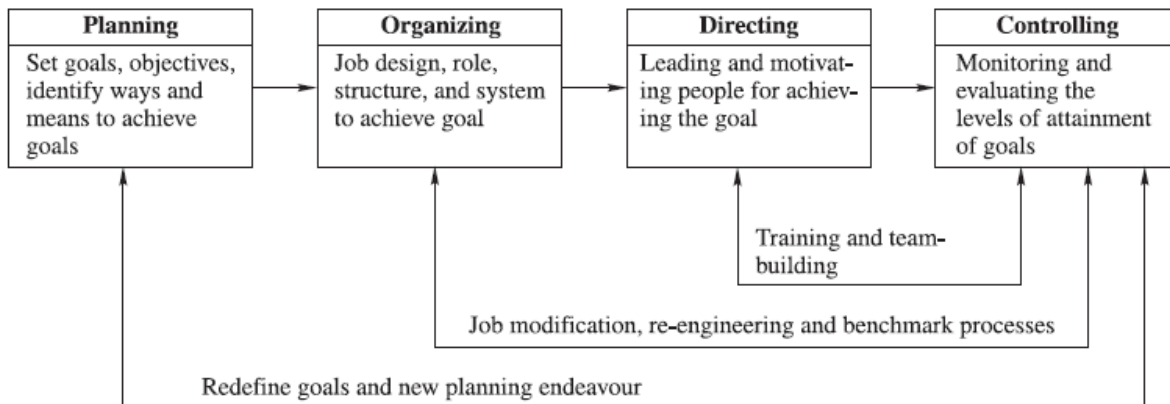 Planning
Set goals, objectives,
identify ways and
means to achieve
goals
Organizing
Job design, role,
structure, and system
to achieve goal
Directing
Leading and motivat-
ing people for achiev-
ing the goal
Controlling
Monitoring and
evaluating the
levels of attainment
of goals
Training and team-
building
Job modification, re-engineering and benchmark processes
Redefine goals and new planning endeavour